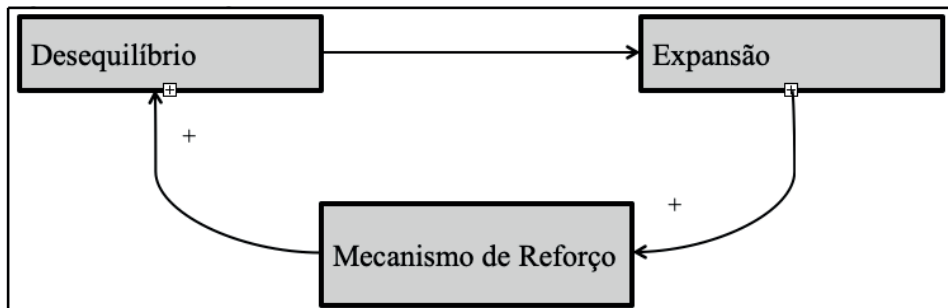 Desequilíbrio
Expansão
+
+
Mecanismo de Reforço